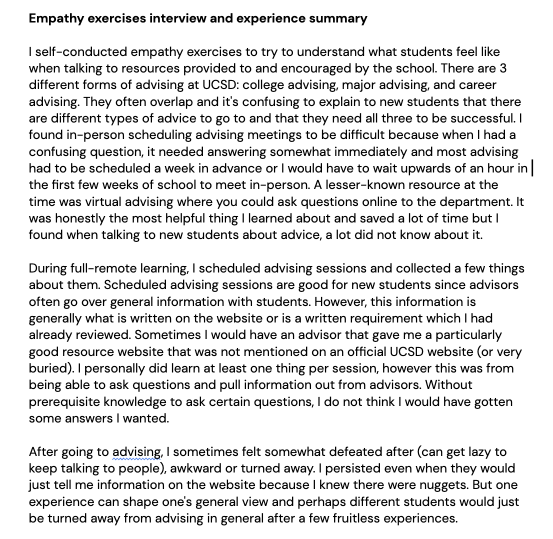 Empathy exercises interview and experience summary
I self-conducted empathy exercises to try to understand what students feel like
when talking to resources provided to and encouraged by the school. There are 3
different forms of advising at UCSD: college advising, major advising, and career
advising. They often overlap and it's confusing to explain to new students that there
are different types of advice to go to and that they need all three to be successful. I
found in-person scheduling advising meetings to be difficult because when I had a
confusing question, it needed answering somewhat immediately and most advising
had to be scheduled a week in advance or I would have to wait upwards of an hour in
the first few weeks of school to meet in-person. A lesser-known resource at the
time was virtual advising where you could ask questions online to the department. It
was honestly the most helpful thing I learned about and saved a lot of time but I
found when talking to new students about advice, a lot did not know about it.
During full-remote learning, I scheduled advising sessions and collected a few things
about them. Scheduled advising sessions are good for new students since advisors
often go over general information with students. However, this information is
generally what is written on the website or is a written requirement which I had
already reviewed. Sometimes I would have an advisor that gave me a particularly
good resource website that was not mentioned on an official UCSD website (or very
buried). I personally did learn at least one thing per session, however this was from
being able to ask questions and pull information out from advisors. Without
prerequisite knowledge to ask certain questions, I do not think I would have gotten
some answers I wanted.
After going to advising, I sometimes felt somewhat defeated after (can get lazy to
keep talking to people), awkward or turned away. I persisted even when they would
just tell me information on the website because I knew there were nuggets. But one
experience can shape one's general view and perhaps different students would just
be turned away from advising in general after a few fruitless experiences.